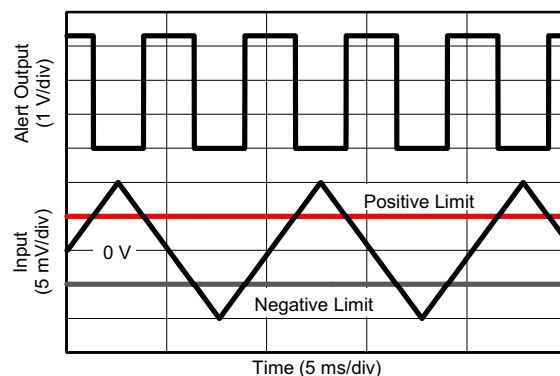 Alert Output
(1 V/div)
Positive Limit
Input
(5 mV/div)
0 V
Negative Limit
Time (5 ms/div)